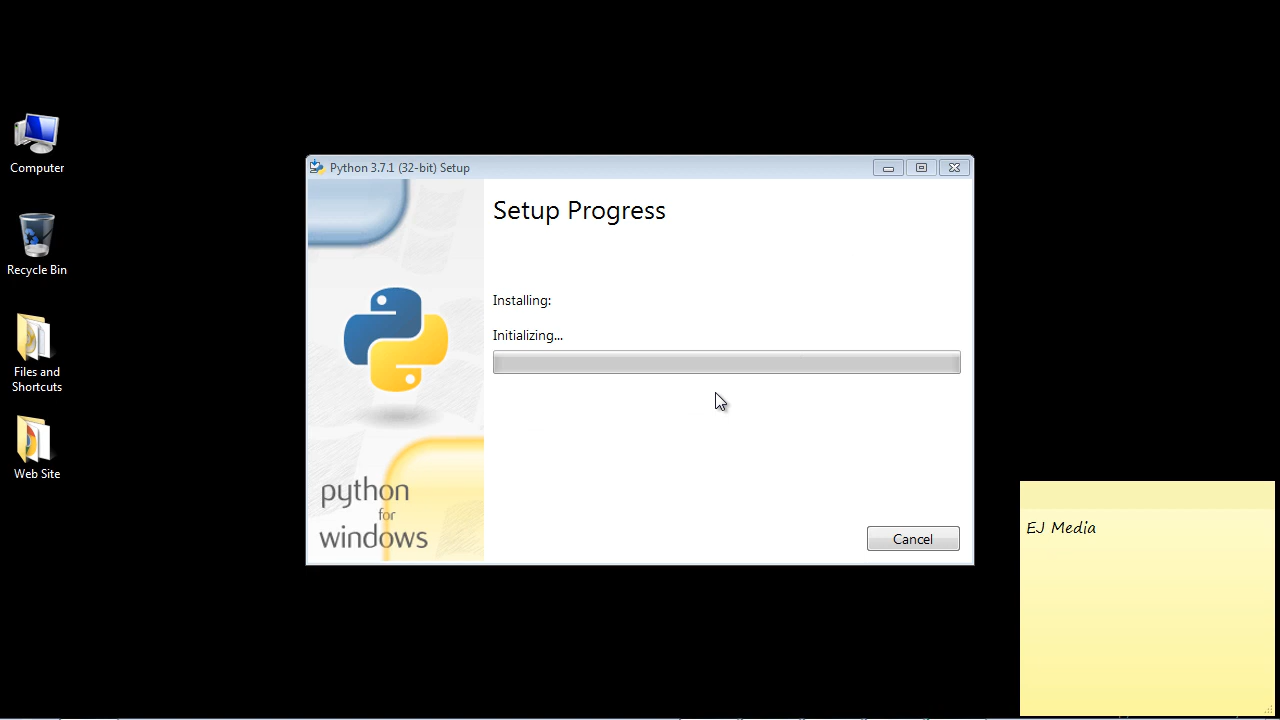 Computer
Recycle Bin
Files and
Shortcuts
Web Site
Python 3.7.1 (32-bit) Setup
Setup Progress
Installing:
Initializing...
python
for
windows
Cancel
EJ Media